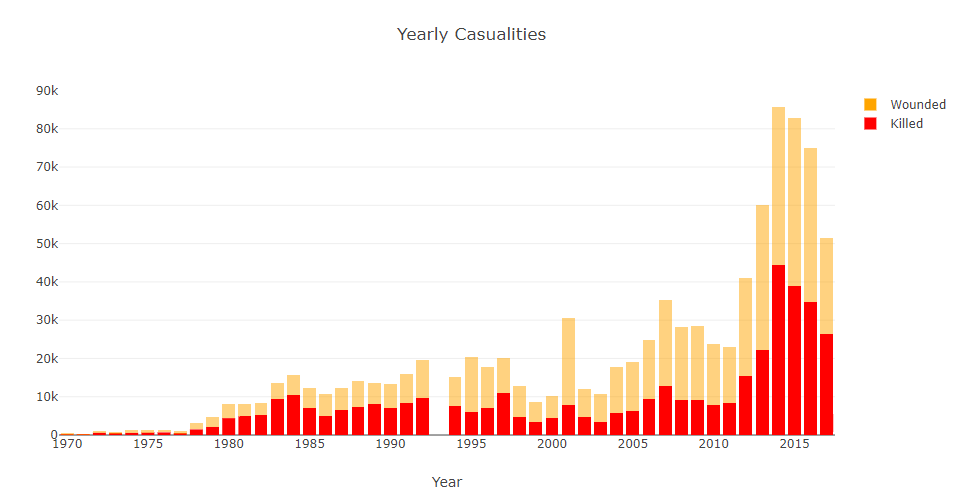 Yearly Casualities
90k
80k
70k
60k
50k
40k
30k
20k
10k
0
1970 1975 1980 1985 1990 1995 2000 2005 2010 2015
Year
Wounded
Killed